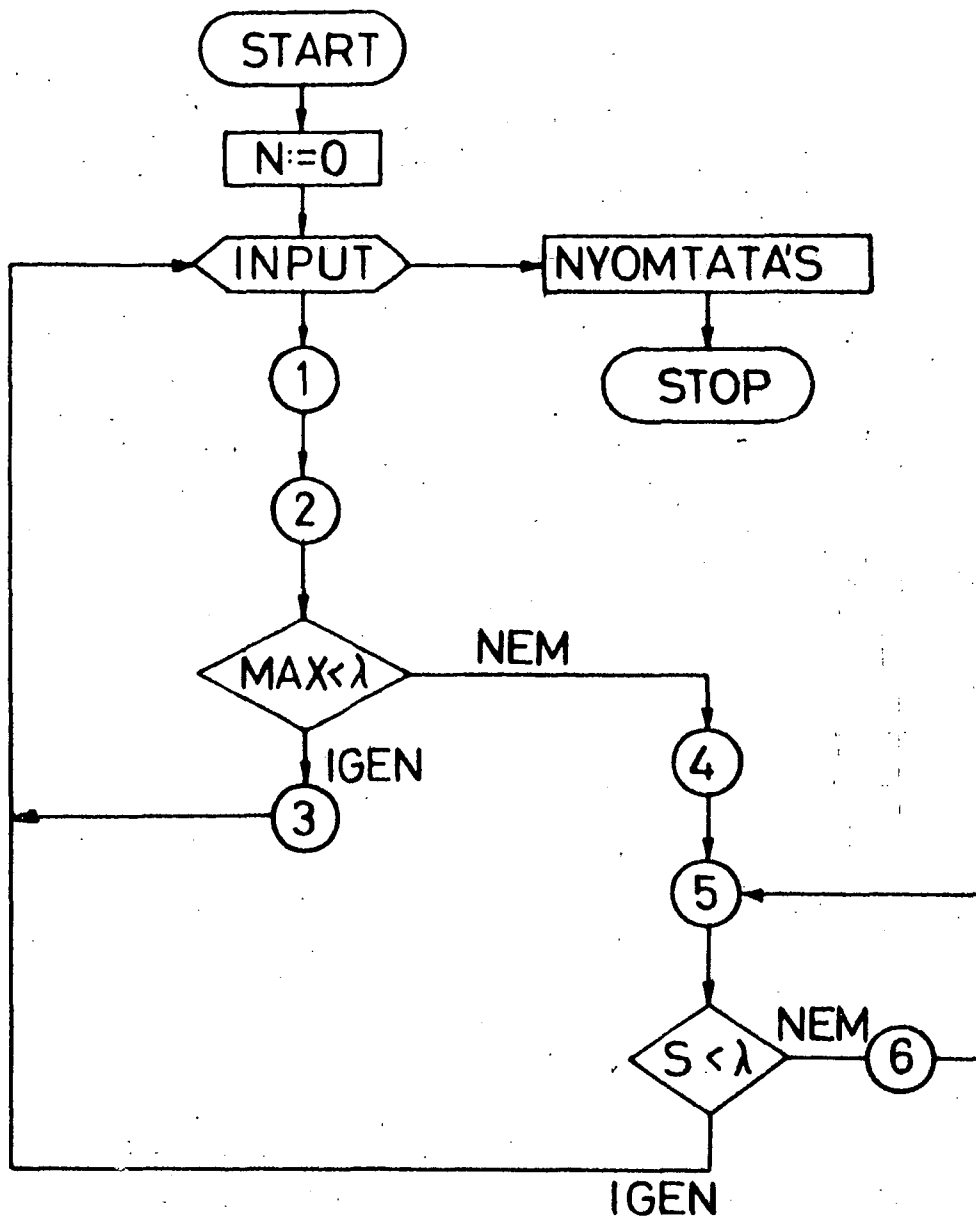 START
N:=0
INPUT
NYOMTATA'S
1
STOP
2
MAX<λ
NEM
IGEN
4
3
5
S<λ
NEM
6
IGEN